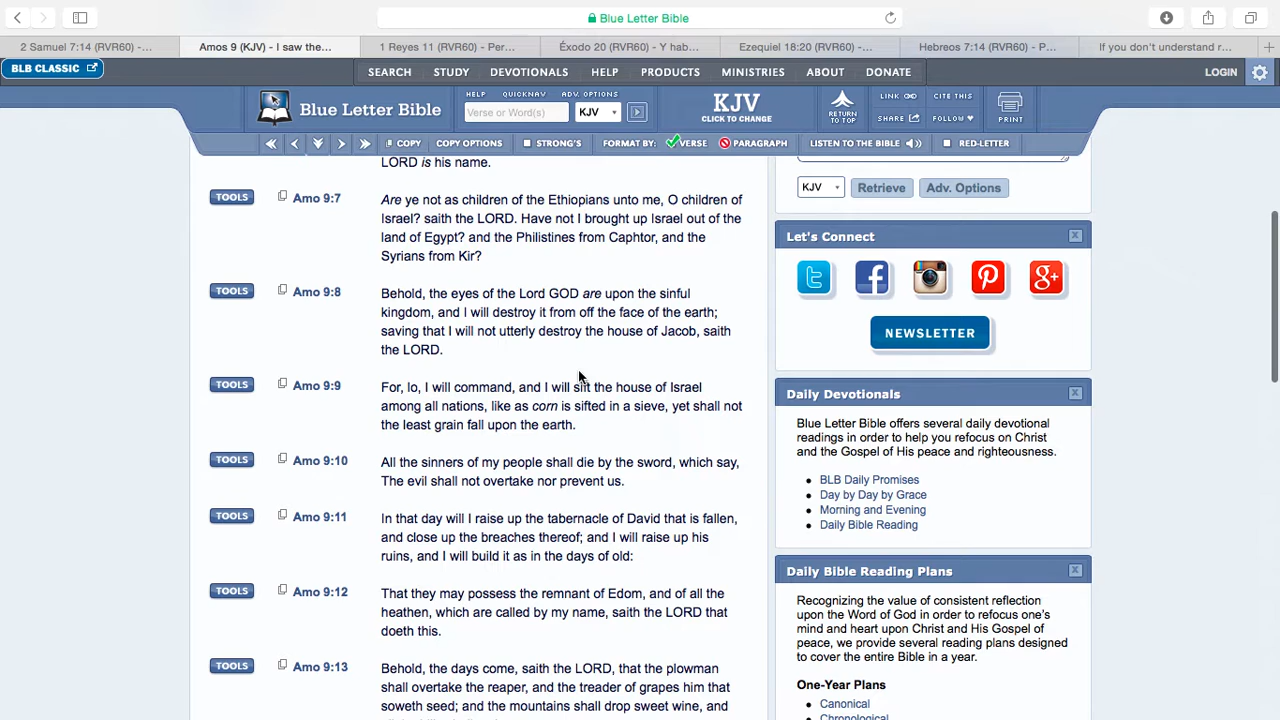 Blue Letter Bible
2 Samuel 7:14 (RVR60) -...
Amos 9 (KJV) - I saw the...
1 Reyes 11 (RVR60) - Per...
Éxodo 20 (RVR60) - Y hab...
Ezequiel 18:20 (RVR60) -...
Hebreos 7:14 (RVR60) - P...
If you don't understand r...
BLB CLASSIC
SEARCH STUDY DEVOTIONALS HELP PRODUCTS MINISTRIES ABOUT DONATE LOGIN
Blue Letter Bible
HELP QUICKNAV ADV. OPTIONS
Verse or Word(s) KJV
KJV
CLICK TO CHANGE
RETURN
TO TOP
LINK CITE THIS
SHARE FOLLOW
PRINT
COPY COPY OPTIONS STRONG'S FORMAT BY: VERSE PARAGRAPH LISTEN TO THE BIBLE RED-LETTER
LORD is his name.
TOOLS Amo 9:7 Are ye not as children of the Ethiopians unto me, O children of
Israel? saith the LORD. Have not I brought up Israel out of the
land of Egypt? and the Philistines from Caphtor, and the
Syrians from Kir?
TOOLS Amo 9:8 Behold, the eyes of the Lord GOD are upon the sinful
kingdom, and I will destroy it from off the face of the earth;
saving that I will not utterly destroy the house of Jacob, saith
the LORD.
TOOLS Amo 9:9 For, lo, I will command, and I will sift the house of Israel
among all nations, like as corn is sifted in a sieve, yet shall not
the least grain fall upon the earth.
TOOLS Amo 9:10 All the sinners of my people shall die by the sword, which say,
The evil shall not overtake nor prevent us.
TOOLS Amo 9:11 In that day will I raise up the tabernacle of David that is fallen,
and close up the breaches thereof; and I will raise up his
ruins, and I will build it as in the days of old:
TOOLS Amo 9:12 That they may possess the remnant of Edom, and of all the
heathen, which are called by my name, saith the LORD that
doeth this.
TOOLS Amo 9:13 Behold, the days come, saith the LORD, that the plowman
shall overtake the reaper, and the treader of grapes him that
soweth seed; and the mountains shall drop sweet wine, and
KJV Retrieve Adv. Options
Let's Connect
NEWSLETTER
Daily Devotionals
Blue Letter Bible offers several daily devotional
readings in order to help you refocus on Christ
and the Gospel of His peace and righteousness.
BLB Daily Promises
Day by Day by Grace
Morning and Evening
Daily Bible Reading
Daily Bible Reading Plans
Recognizing the value of consistent reflection
upon the Word of God in order to refocus one's
mind and heart upon Christ and His Gospel of
peace, we provide several reading plans designed
to cover the entire Bible in a year.
One-Year Plans
Canonical
Chronological